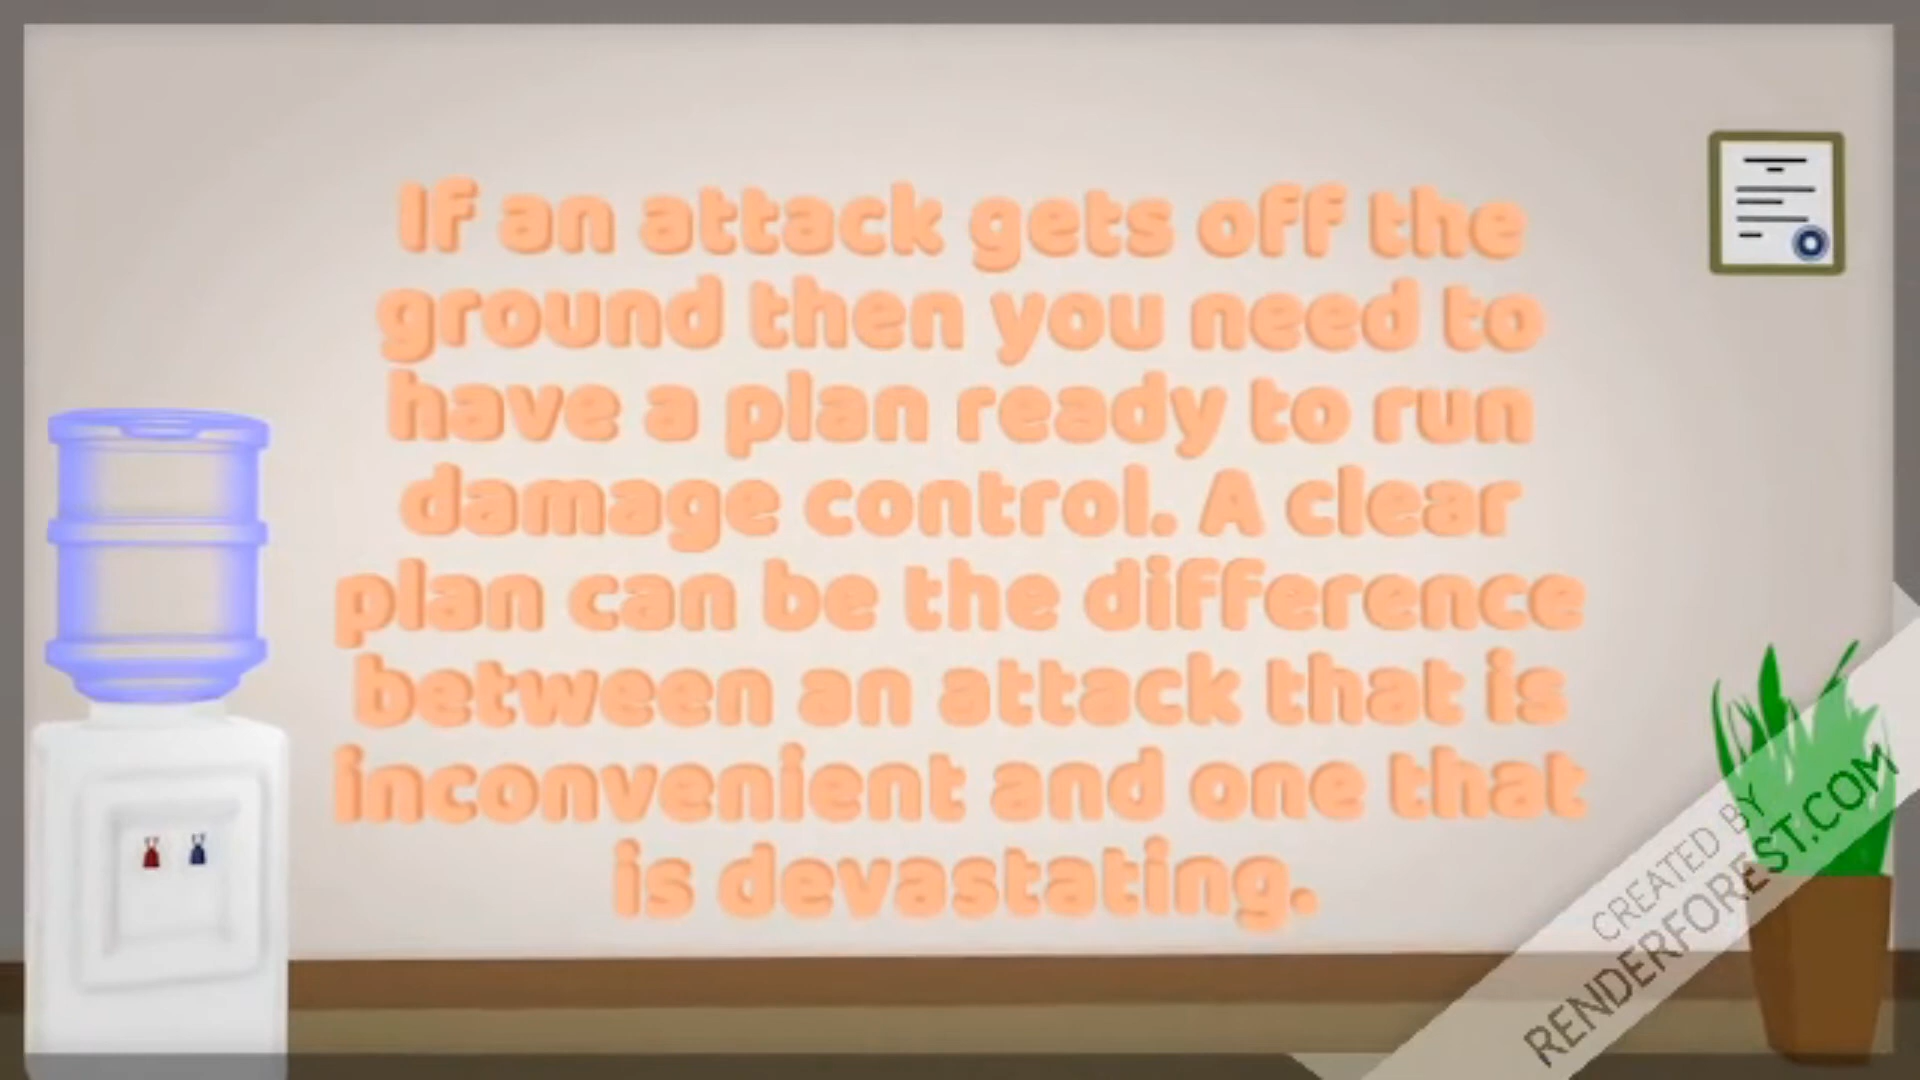 If an attack gets off the
ground then you need to
have a plan ready to run
damage control. A clear
plan can be the difference
between an attack that is
inconvenient and one that
is devastating.
CREATED BY
RENDERFOREST.COM